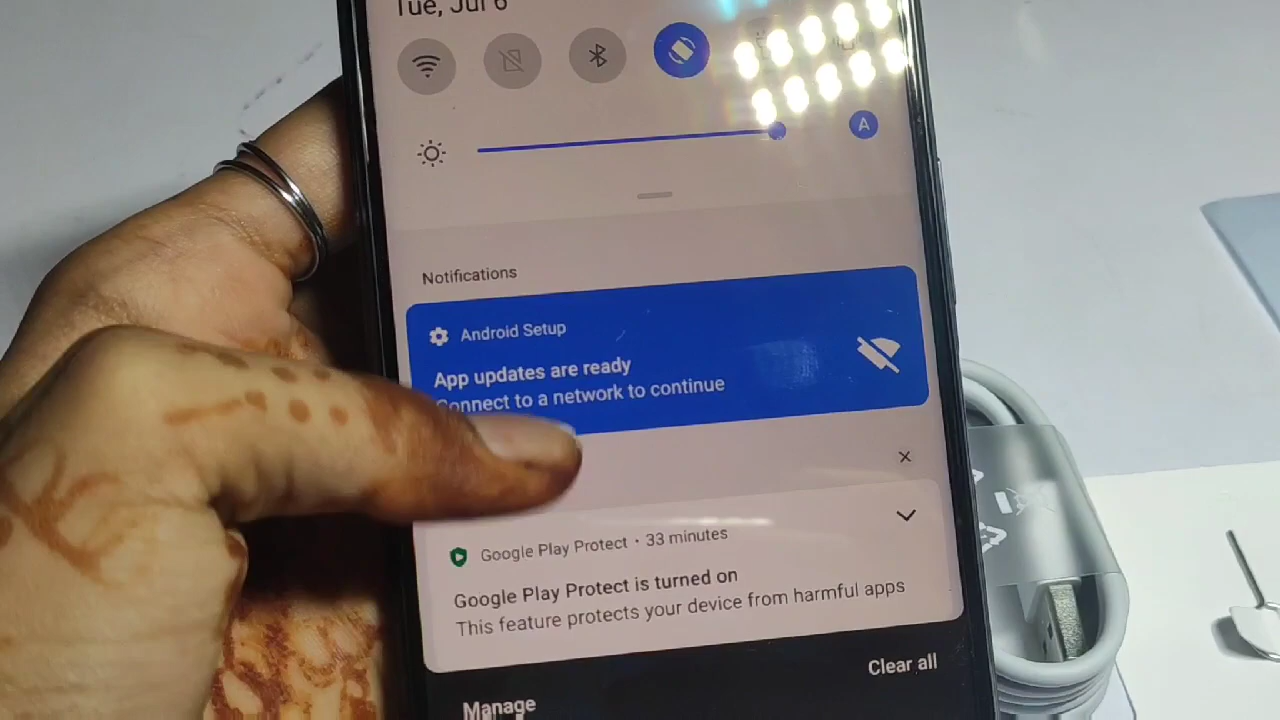 Tue, Jul 6
A
Notifications
Android Setup
App updates are ready
Connect to a network to continue
Google Play Protect • 33 minutes
Google Play Protect is turned on
This feature protects your device from harmful apps
Clear all
Manage